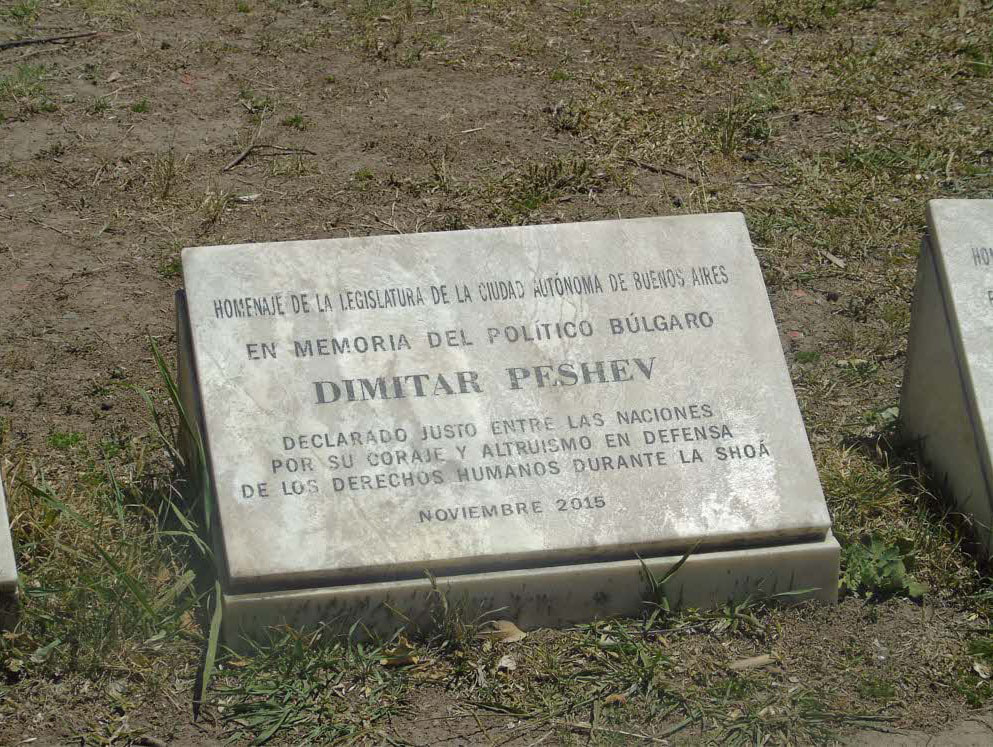 HOMENAJE DE LA LEGISLATURA DE LA CIUDAD AUTÓNOMA DE BUENOS AIRES
EN MEMORIA DEL POLÍTICO BÚLGARO
DIMITAR PESHEV
DECLARADO JUSTO ENTRE LAS NACIONES
POR SU CORAJE Y ALTRUISMO EN DEFENSA
DE LOS DERECHOS HUMANOS DURANTE LA SHOÁ
NOVIEMBRE 2015